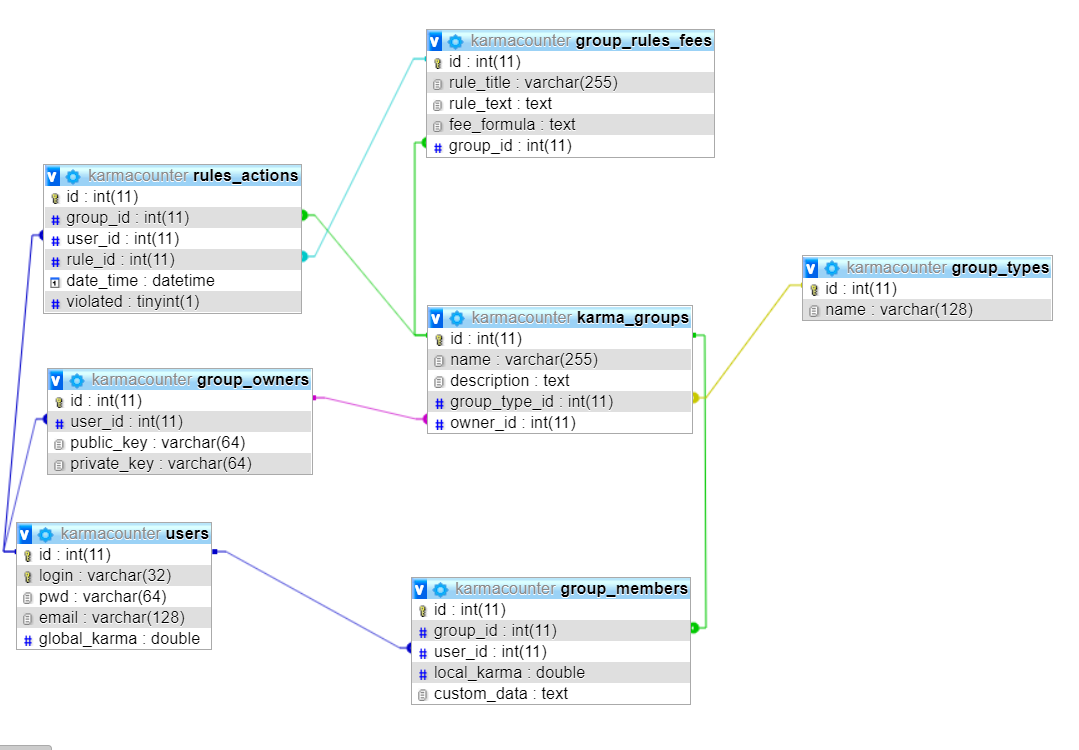 karmacounter group_rules_fees
id : int(11)
rule_title : varchar(255)
rule_text : text
fee_formula : text
group_id : int(11)
karmacounter rules_actions
id : int(11)
group_id : int(11)
user_id : int(11)
rule_id : int(11)
date_time : datetime
violated : tinyint(1)
karmacounter group_types
id : int(11)
name : varchar(128)
karmacounter karma_groups
id : int(11)
name : varchar(255)
description : text
group_type_id : int(11)
owner_id : int(11)
karmacounter group_owners
id : int(11)
user_id : int(11)
public_key : varchar(64)
private_key : varchar(64)
karmacounter users
id : int(11)
login : varchar(32)
pwd : varchar(64)
email : varchar(128)
global_karma : double
karmacounter group_members
id : int(11)
group_id : int(11)
user_id : int(11)
local_karma : double
custom_data : text